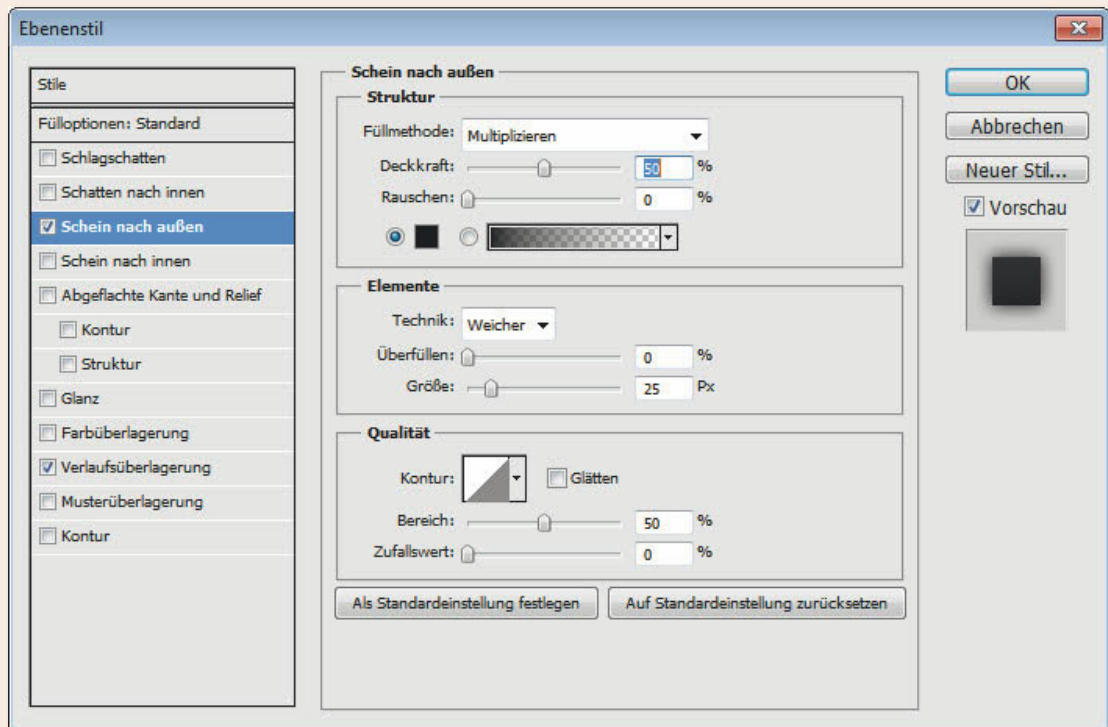 Ebenenstil
Stile
Fülloptionen: Standard
Schlagschatten
Schatten nach innen
Schein nach außen
Schein nach innen
Abgeflachte Kante und Relief
Kontur
Struktur
Glanz
Farbüberlagerung
Verlaufsüberlagerung
Musterüberlagerung
Kontur
Schein nach außen
Struktur
Füllmethode: Multiplizieren
Deckkraft: 50 %
Rauschen: 0 %
Elemente
Technik: Weicher
Überfüllen: 0 %
Größe: 25 Px
Qualität
Kontur: Glätten
Bereich: 50 %
Zufallswert: 0 %
Als Standardeinstellung festlegen Auf Standardeinstellung zurücksetzen
OK
Abbrechen
Neuer Stil...
Vorschau